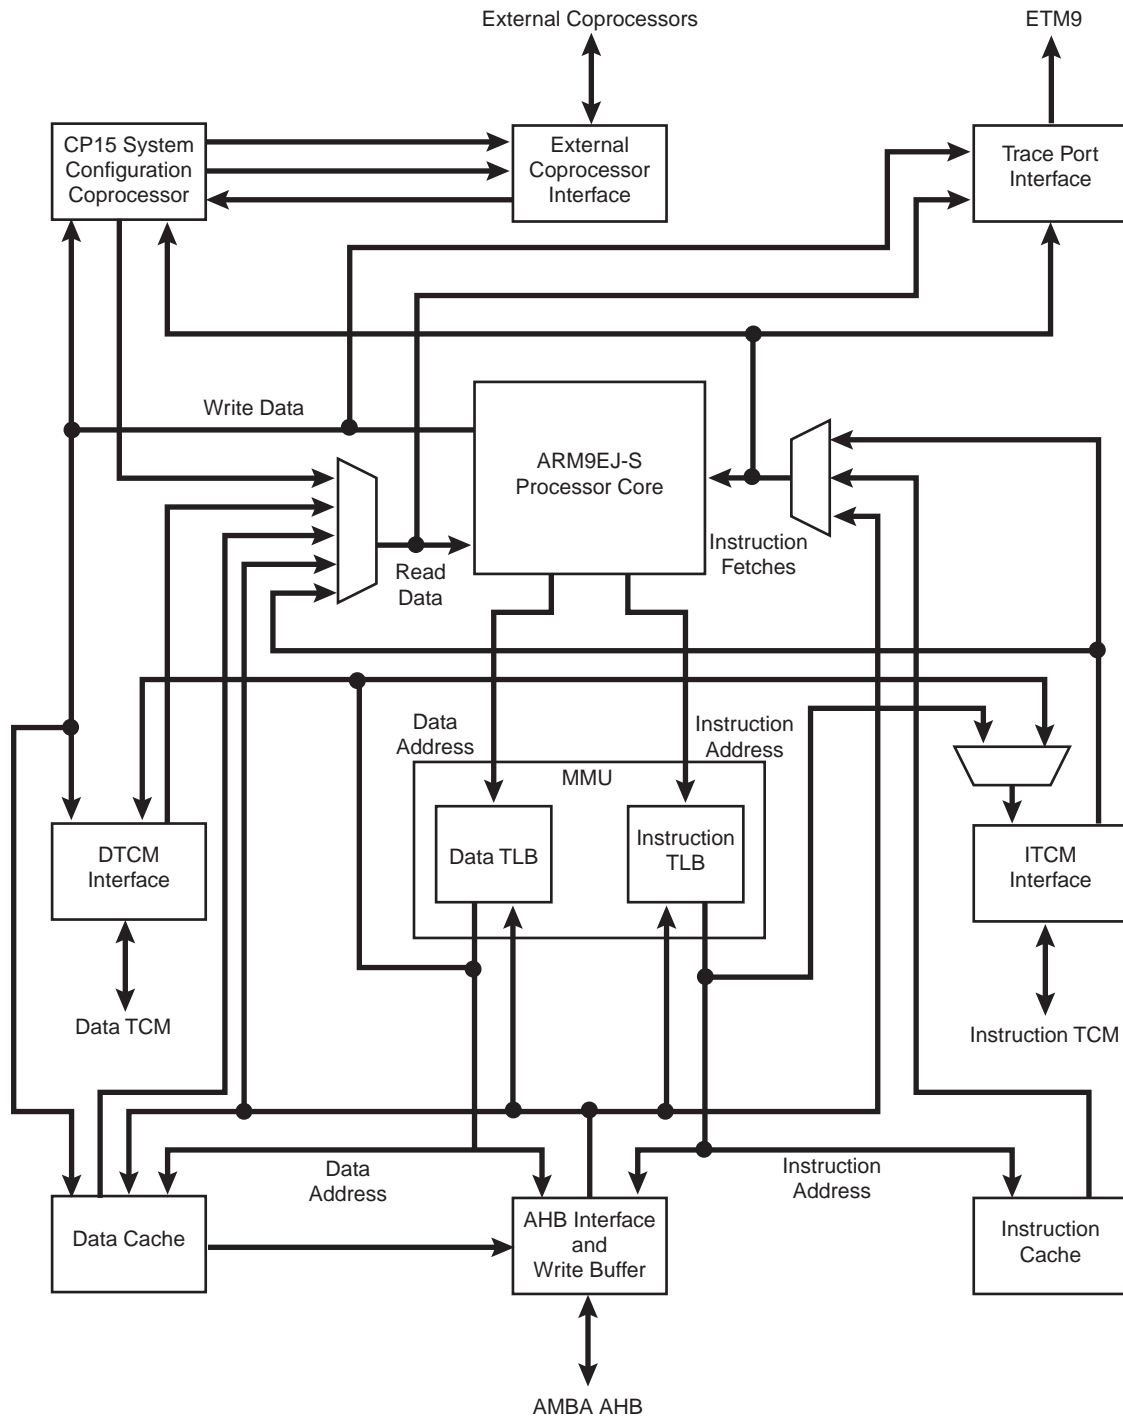 External Coprocessors
ETM9
CP15 System
Configuration
Coprocessor
External
Coprocessor
Interface
Trace Port
Interface
Write Data
ARM9EJ-S
Processor Core
Instruction
Fetches
Read
Data
Data
Address
Instruction
Address
MMU
Data TLB
Instruction
TLB
DTCM
Interface
ITCM
Interface
Data TCM
Instruction TCM
Data
Address
Instruction
Address
Data Cache
AHB Interface
and
Write Buffer
Instruction
Cache
AMBA AHB